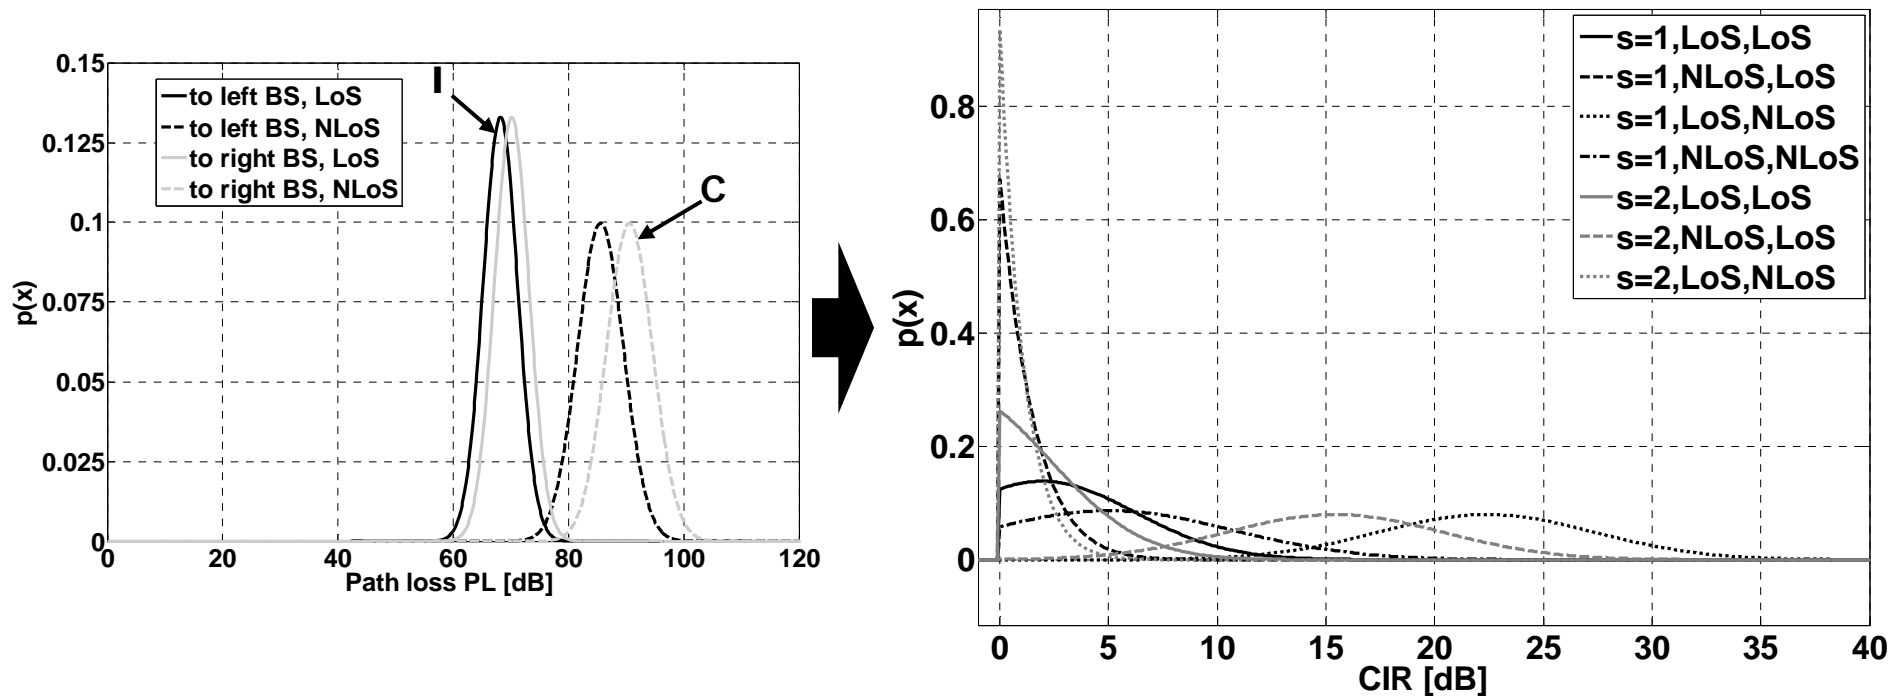 0.15
0.125
0.1
0.075
0.05
0.025
0
p(x)
to left BS, LoS
to left BS, NLoS
to right BS, LoS
to right BS, NLoS
I
C
0 20 40 60 80 100 120
Path loss PL [dB]
0.8
0.6
0.4
0.2
0
p(x)
s=1,LoS,LoS
s=1,NLoS,LoS
s=1,LoS,NLoS
s=1,NLoS,NLoS
s=2,LoS,LoS
s=2,NLoS,LoS
s=2,LoS,NLoS
0 5 10 15 20 25 30 35 40
CIR [dB]